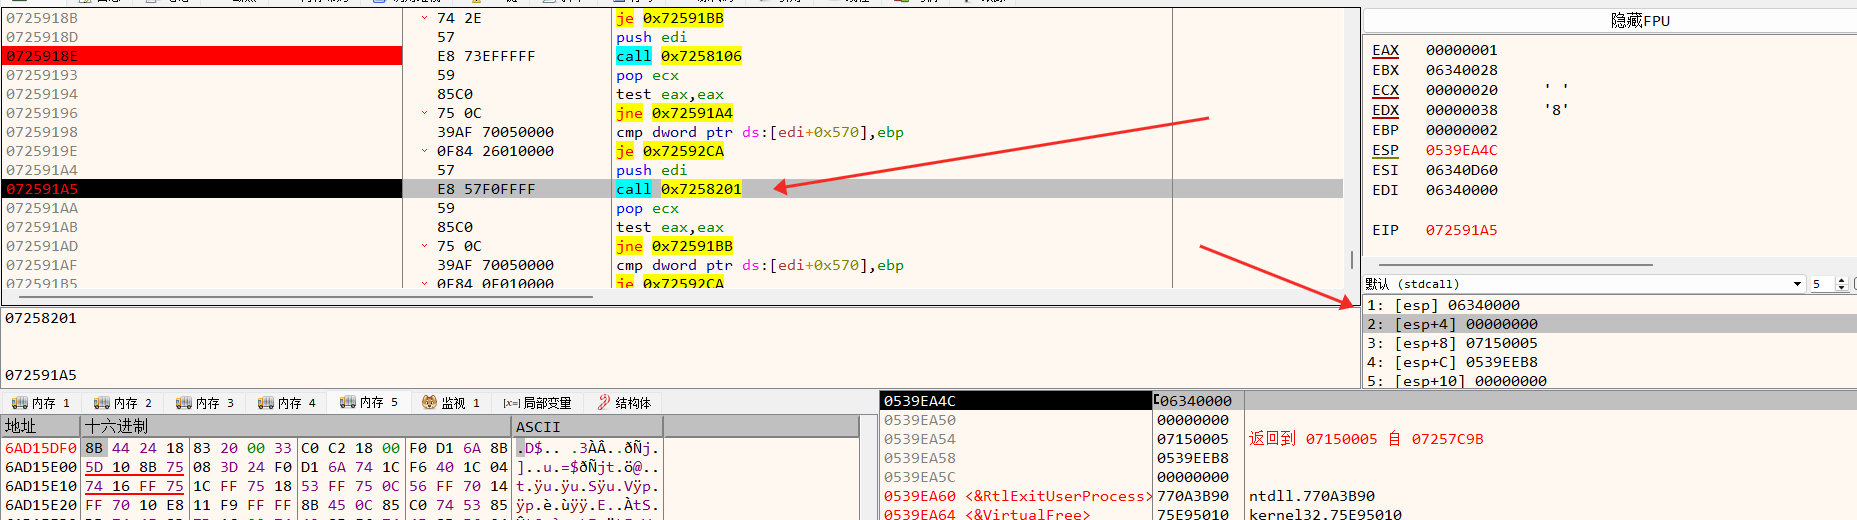 0725918B 74 2E je 0x72591BB
0725918D 57 push edi
0725918E E8 73EFFFFF call 0x7258106
07259193 59 pop ecx
07259194 85C0 test eax,eax
07259196 75 0C jne 0x72591A4
07259198 39AF 70050000 cmp dword ptr ds:[edi+0x570],ebp
0725919E 0F84 26010000 je 0x72592CA
072591A4 57 push edi
072591A5 E8 57F0FFFF call 0x7258201
072591AA 59 pop ecx
072591AB 85C0 test eax,eax
072591AD 75 0C jne 0x72591BB
072591AF 39AF 70050000 cmp dword ptr ds:[edi+0x570],ebp
072591B5 0F84 0F010000 je 0x72592CA
07258201
072591A5
隐藏FPU
EAX 00000001
EBX 06340028
ECX 00000020 ' '
EDX 00000038 '8'
EBP 00000002
ESP 0539EA4C
ESI 06340D60
EDI 06340000
EIP 072591A5
默认 (stdcall) 5
1: [esp] 06340000
2: [esp+4] 00000000
3: [esp+8] 07150005
4: [esp+C] 0539EEB8
5: [esp+10] 00000000
内存 1 内存 2 内存 3 内存 4 内存 5 监视 1 [x=] 局部变量 结构体
地址 十六进制 ASCII
6AD15DF0 8B 44 24 18 83 20 00 33 C0 C2 18 00 F0 D1 6A 8B .D$.. .3ÀÂ..ðÑj.
6AD15E00 5D 10 8B 75 08 3D 24 F0 D1 6A 74 1C F6 40 1C 04 ]..u.=$ðÑjt.ö@..
6AD15E10 74 16 FF 75 1C FF 75 18 53 FF 75 0C 56 FF 70 14 t.ÿu.ÿu.Sÿu.Vÿp.
6AD15E20 FF 70 10 E8 11 F9 FF FF 8B 45 0C 85 C0 74 53 85 ÿp.è.ùÿÿ.E..ÀtS.
0539EA4C 06340000
0539EA50 00000000
0539EA54 07150005 返回到 07150005 自 07257C9B
0539EA58 0539EEB8
0539EA5C 00000000
0539EA60 <&RtlExitUserProcess> 770A3B90 ntdll.770A3B90
0539EA64 <&VirtualFree> 75E95010 kernel32.75E95010